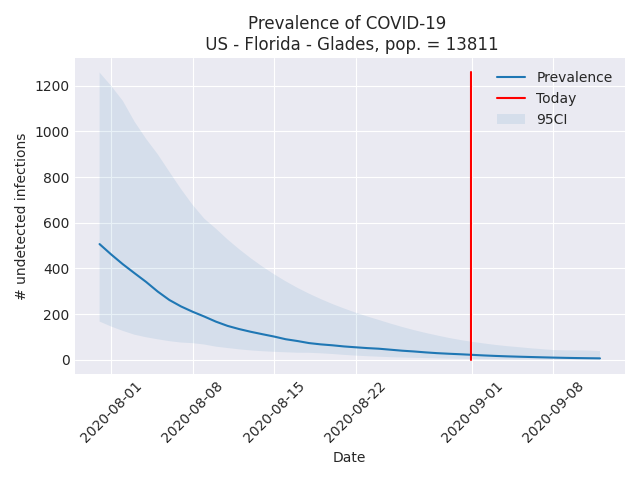 Prevalence of COVID-19
US - Florida - Glades, pop. = 13811
Prevalence
Today
95CI
# undetected infections
1200
1000
800
600
400
200
0
2020-08-01
2020-08-08
2020-08-15
2020-08-22
2020-09-01
2020-09-08
Date